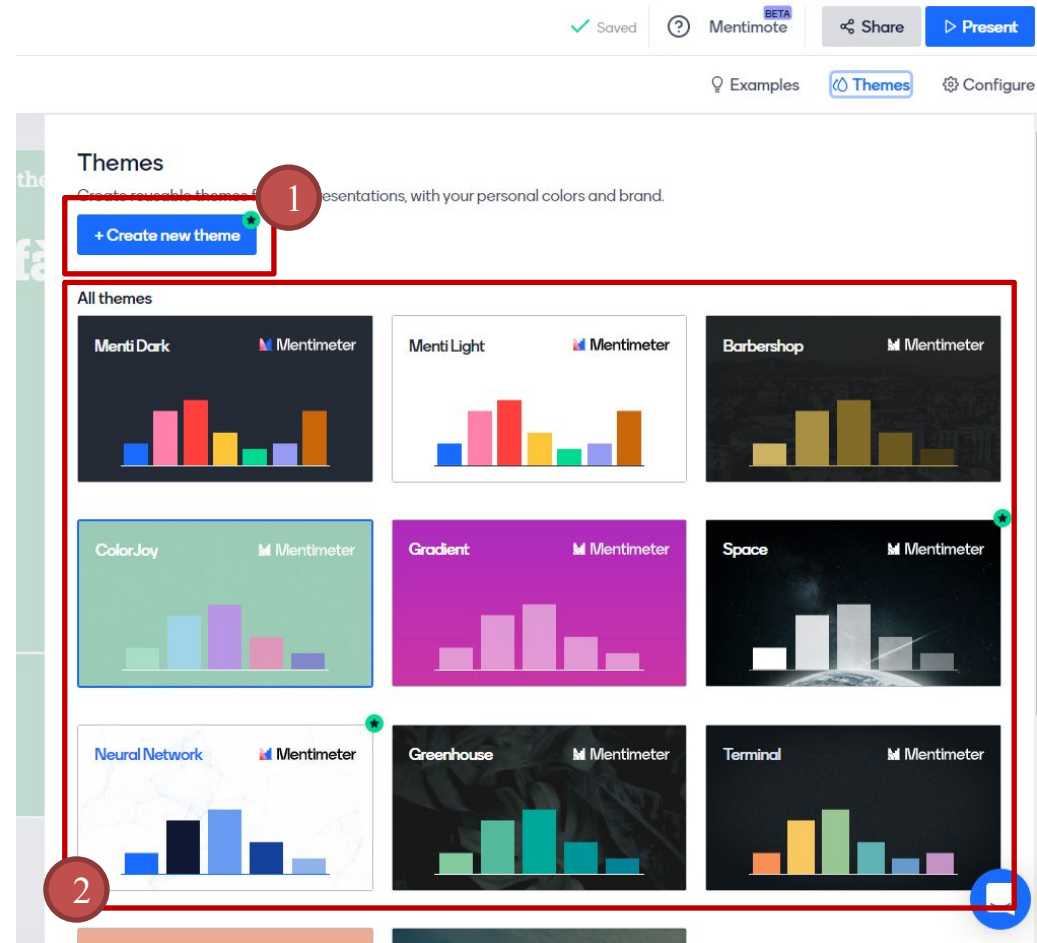 BETA
Saved
? Mentimote Share Present
Examples Themes Configure
the
Themes
Create reusable themes esentations, with your personal colors and brand.
1
+ Create new theme
All themes
Menti Dark Mentimeter
Menti Light Mentimeter
Barbershop Mentimeter
ColorJoy Mentimeter
Gradient Mentimeter
Space Mentimeter
Neural Network Mentimeter
Greenhouse Mentimeter
Terminal Mentimeter
2